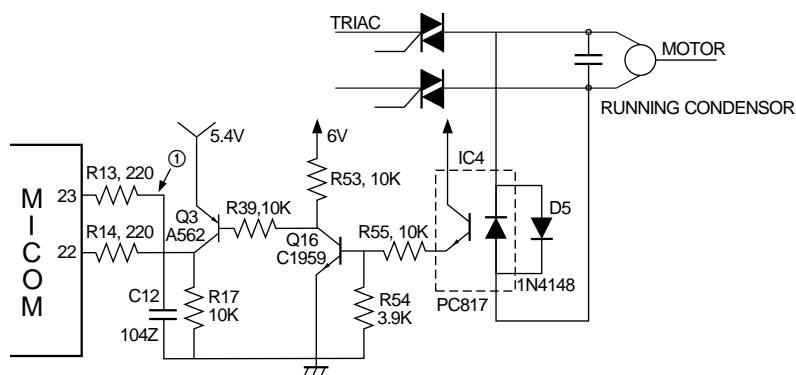 TRIAC
MOTOR
RUNNING CONDENSOR
5.4V
6V
IC4
R13, 220
①
R53, 10K
MICOM
23
Q3
A562
R39,10K
D5
R14, 220
Q16
C1959
R55, 10K
22
1N4148
C12
104Z
R17
10K
R54
3.9K
PC817